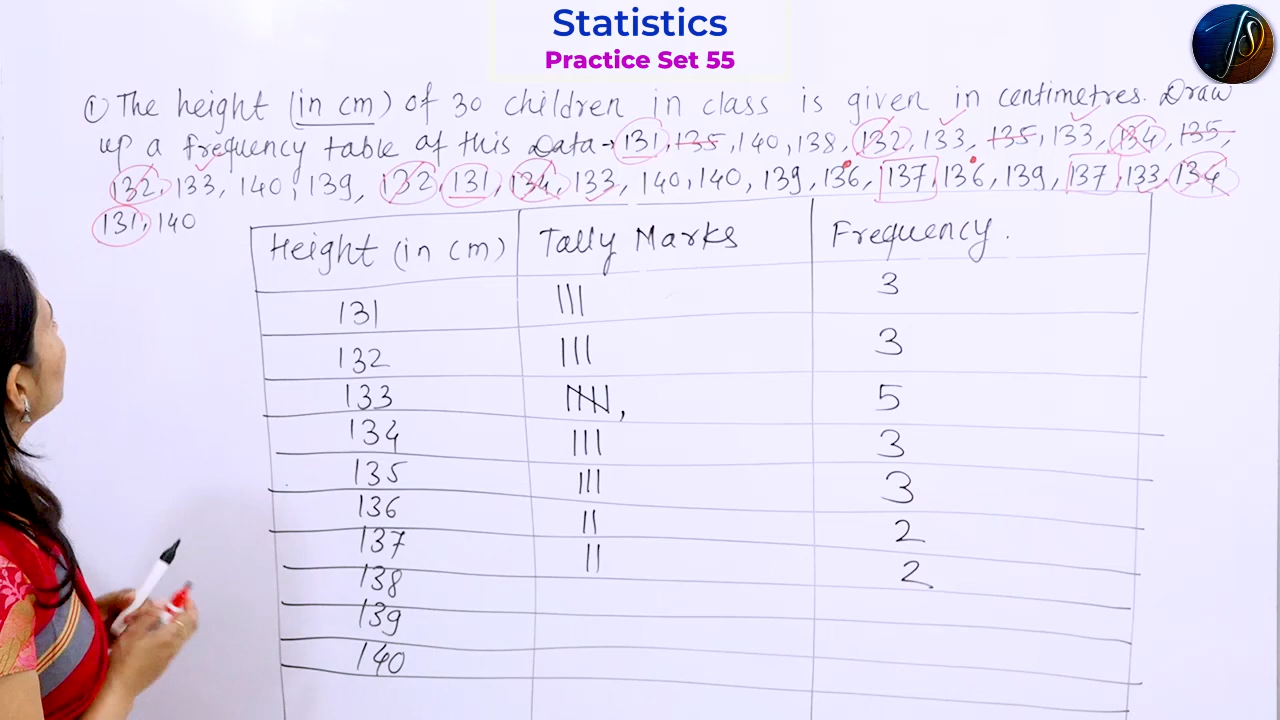 Statistics
Practice Set 55
① The height (in cm) of 30 children in class is given in centimetres. Draw
up a frequency table of this Data → 131, 135, 140, 138, 132, 133, 135, 133, 134, 135,
132, 133, 140, 139, 132, 131, 134, 133, 140, 140, 139, 136, 137, 136, 139, 137, 133, 134
131, 140
Height (in cm) Tally Marks Frequency.
131 ||| 3
132 ||| 3
133 𝍸, 5
134 ||| 3
135 ||| 3
136 || 2
137 || 2
138
139
140